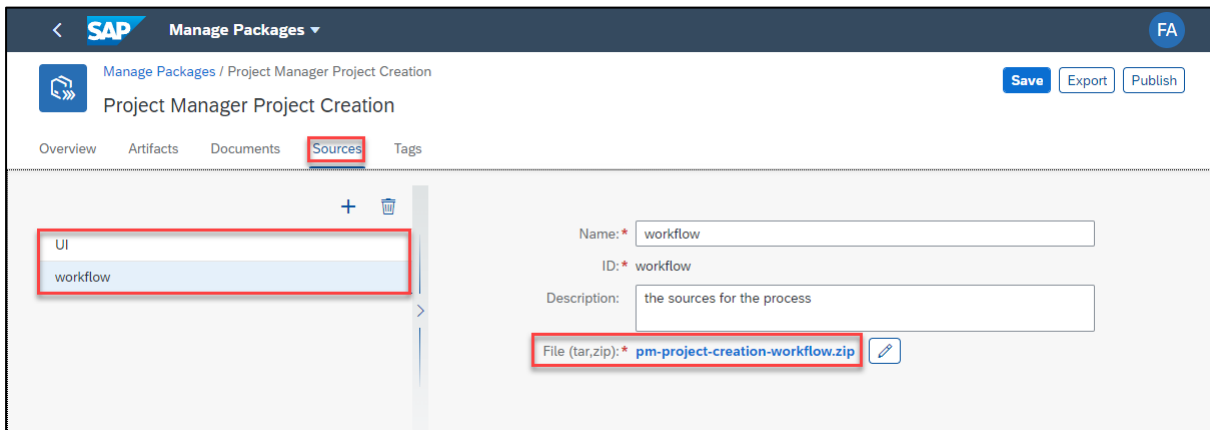 SAP Manage Packages FA
Manage Packages / Project Manager Project Creation
Project Manager Project Creation
Save Export Publish
Overview Artifacts Documents Sources Tags
UI
workflow
Name:* workflow
ID:* workflow
Description: the sources for the process
File (tar,zip):* pm-project-creation-workflow.zip